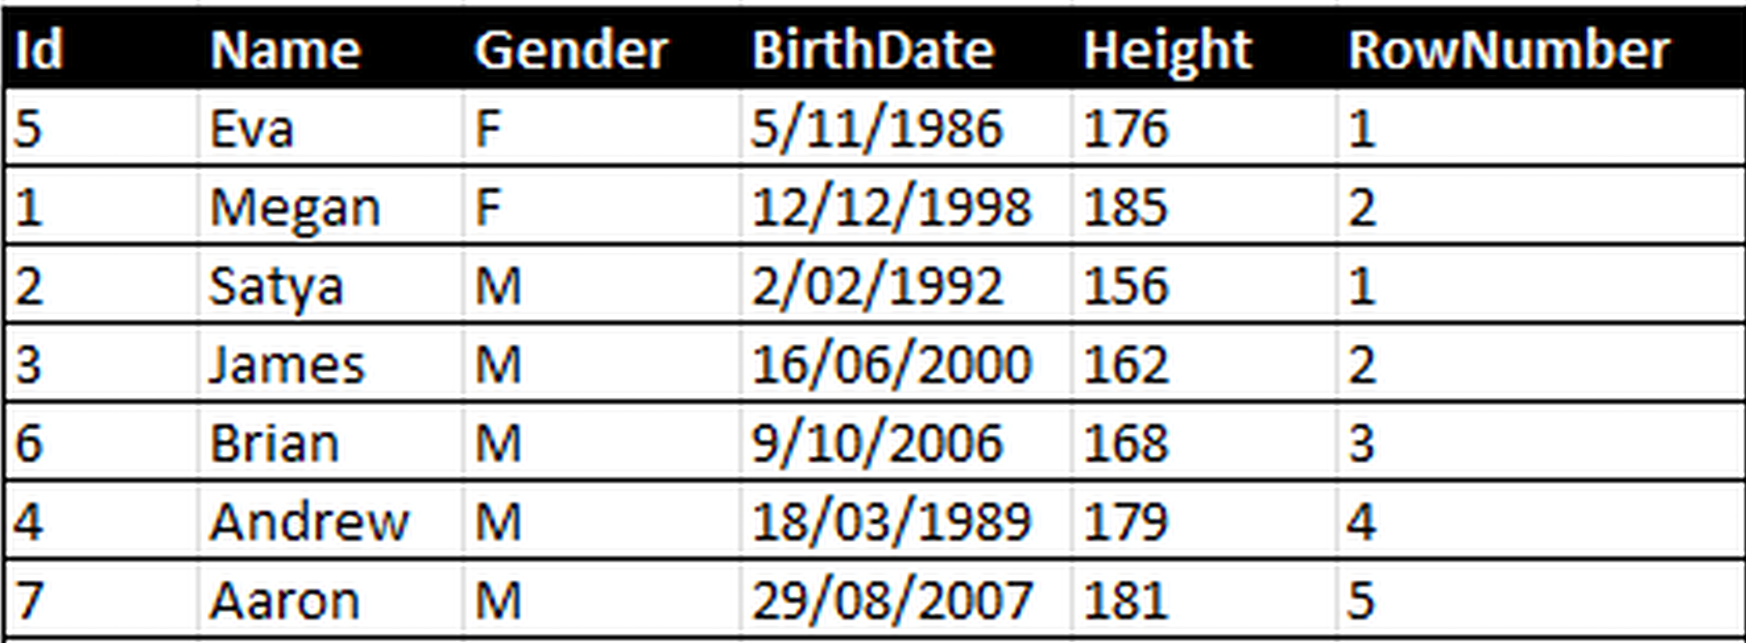 Id Name Gender BirthDate Height RowNumber
5 Eva F 5/11/1986 176 1
1 Megan F 12/12/1998 185 2
2 Satya M 2/02/1992 156 1
3 James M 16/06/2000 162 2
6 Brian M 9/10/2006 168 3
4 Andrew M 18/03/1989 179 4
7 Aaron M 29/08/2007 181 5